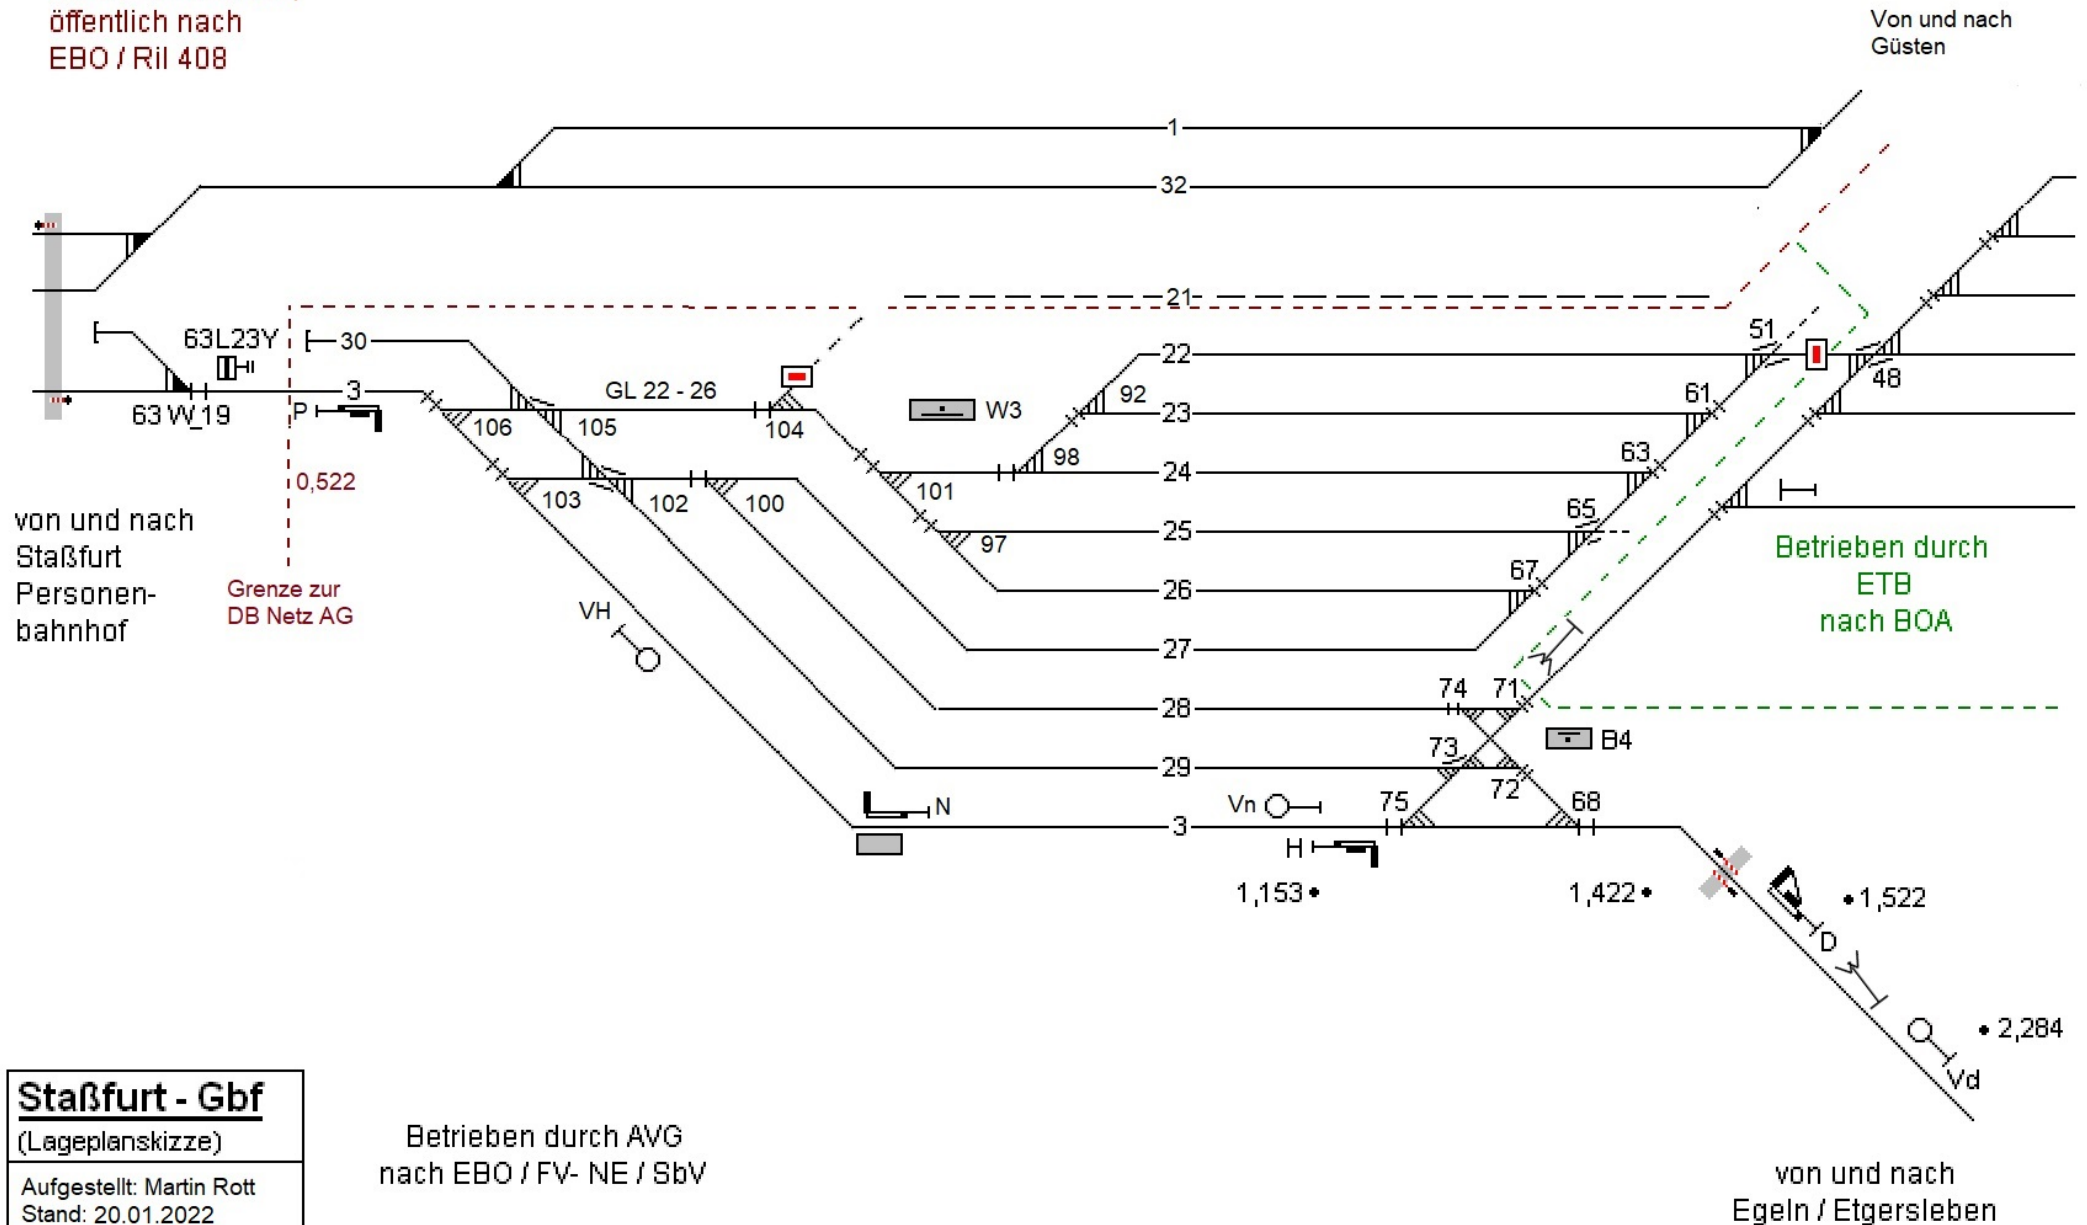 öffentlich nach
EBO / Ril 408
Von und nach
Güsten
1
32
21
51
22
48
63L23Y
30
3
GL 22 - 26
W3
92
23
61
63 W_19
P
106
105
104
98
24
63
0,522
103
102
100
101
65
25
97
von und nach
Staßfurt
Personen-
bahnhof
Grenze zur
DB Netz AG
VH
26
67
Betrieben durch
ETB
nach BOA
27
28
74
71
B4
73
29
72
N
Vn
75
68
3
H
1,153
1,422
1,522
D
2,284
Vd
Staßfurt - Gbf
(Lageplanskizze)
Aufgestellt: Martin Rott
Stand: 20.01.2022
Betrieben durch AVG
nach EBO / FV- NE / SbV
von und nach
Egeln / Etgersleben